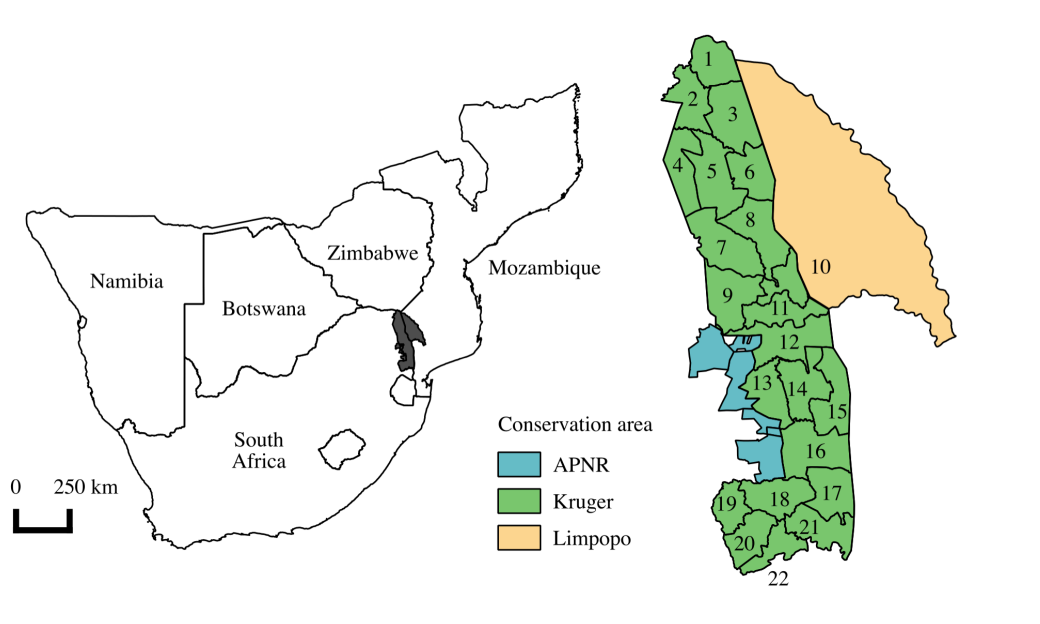 Namibia
Botswana
Zimbabwe
Mozambique
South
Africa
0 250 km
Conservation area
APNR
Kruger
Limpopo
1
2
3
4
5
6
7
8
9
10
11
12
13
14
15
16
17
18
19
20
21
22